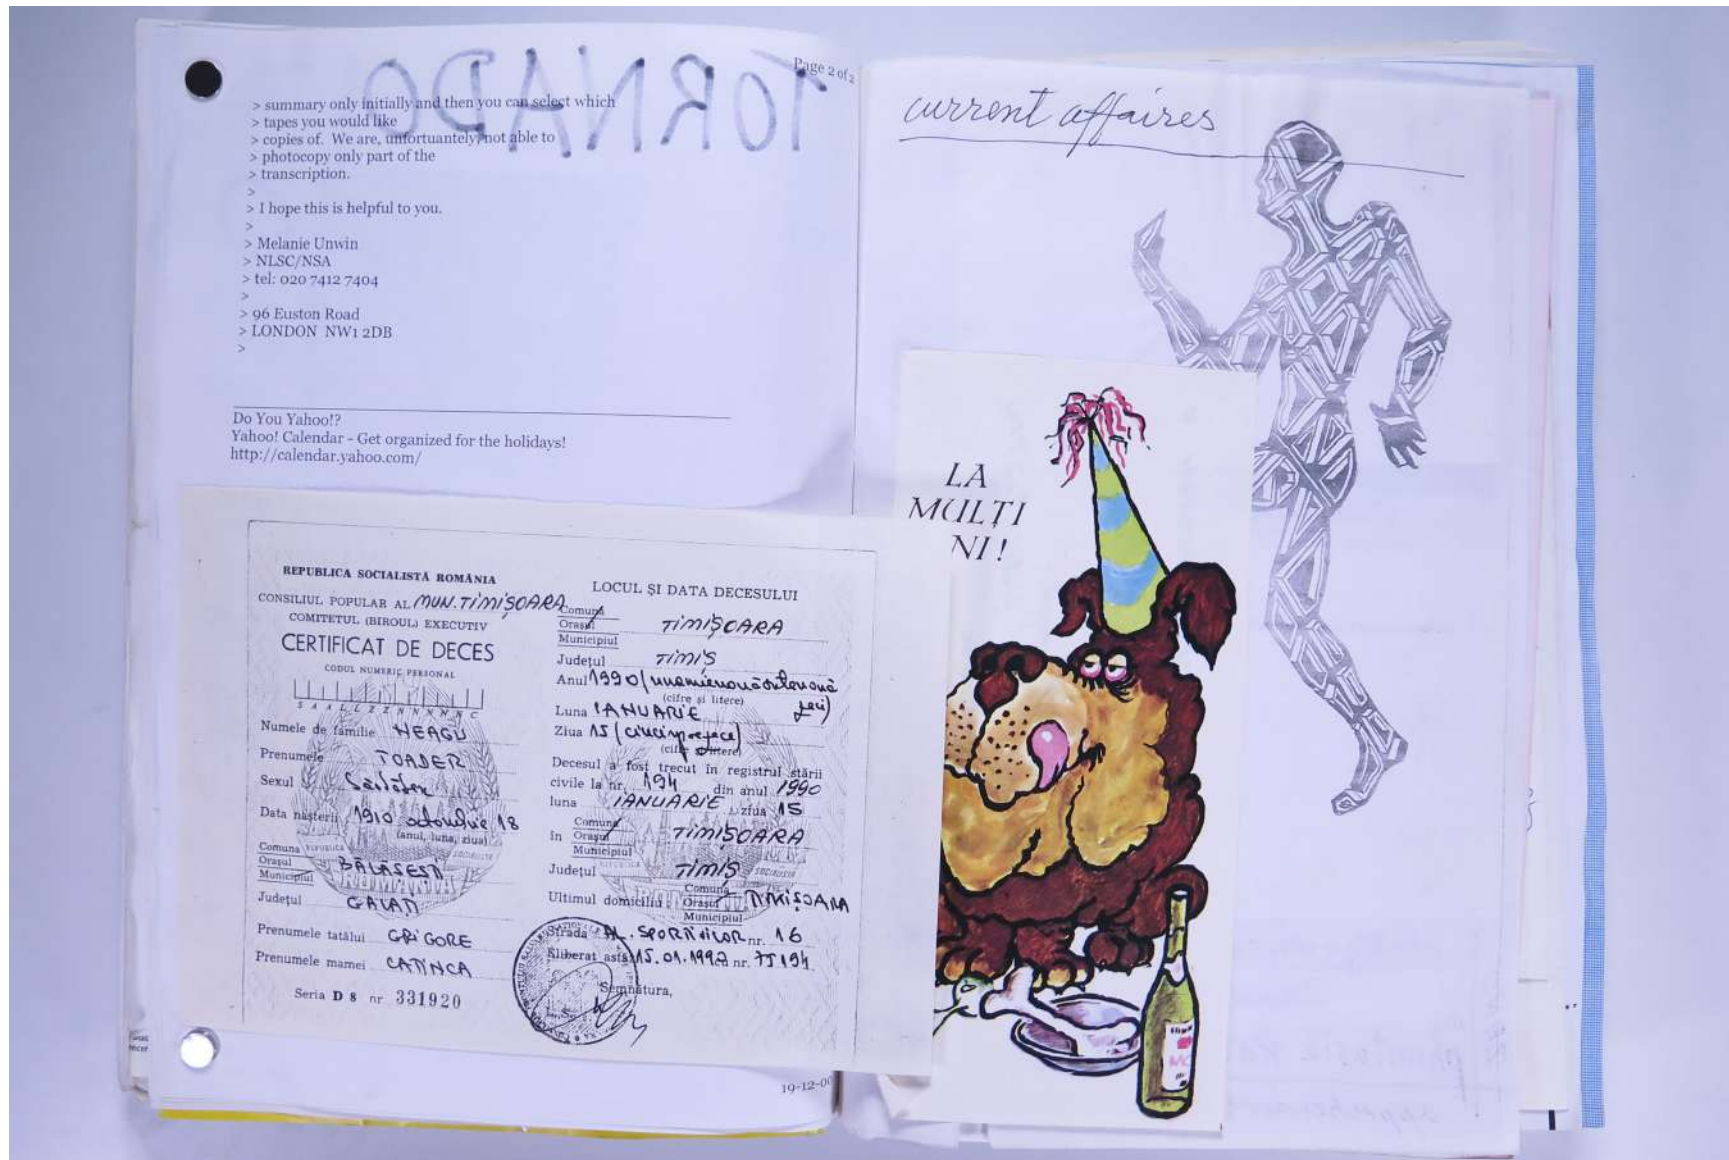 TORNADO
Page 2 of 2
> summary only initially and then you can select which
> tapes you would like
> copies of. We are, unfortuantely, not able to
> photocopy only part of the
> transcription.
>
> I hope this is helpful to you.
>
> Melanie Unwin
> NLSC/NSA
> tel: 020 7412 7404
>
> 96 Euston Road
> LONDON NW1 2DB
>
Do You Yahoo!?
Yahoo! Calendar - Get organized for the holidays!
http://calendar.yahoo.com/
REPUBLICA SOCIALISTĂ ROMÂNIA
CONSILIUL POPULAR AL MUN. TIMIȘOARA
COMITETUL (BIROUL) EXECUTIV
CERTIFICAT DE DECES
CODUL NUMERIC PERSONAL
S A A L L Z Z N N N N N C
Numele de familie NEAGU
Prenumele TOADER
Sexul
Data nașterii 1910 octombrie 18
(anul, luna, ziua)
Comuna
Orașul BĂLĂSEȘTI
Municipiul
Județul GALAȚI
Prenumele tatălui GRIGORE
Prenumele mamei CATINCA
Seria D 8 nr 331920
LOCUL ȘI DATA DECESULUI
Comuna
Orașul TIMIȘOARA
Municipiul
Județul TIMIȘ
Anul 1990
(cifre și litere)
Luna IANUARIE
Ziua 15
(cifre și litere)
Decesul a fost trecut în registrul stării
civile la nr. 194 din anul 1990
luna IANUARIE ziua 15
Comuna
în Orașul TIMIȘOARA
Municipiul
Județul TIMIȘ
Comuna
Ultimul domiciliu Orașul TIMIȘOARA
Municipiul
Strada AL. SPORTIVILOR nr. 16
Eliberat astăzi 15.01.1990 nr.
Semnătura,
19-12-00
current affaires
LA
MULȚI
NI!